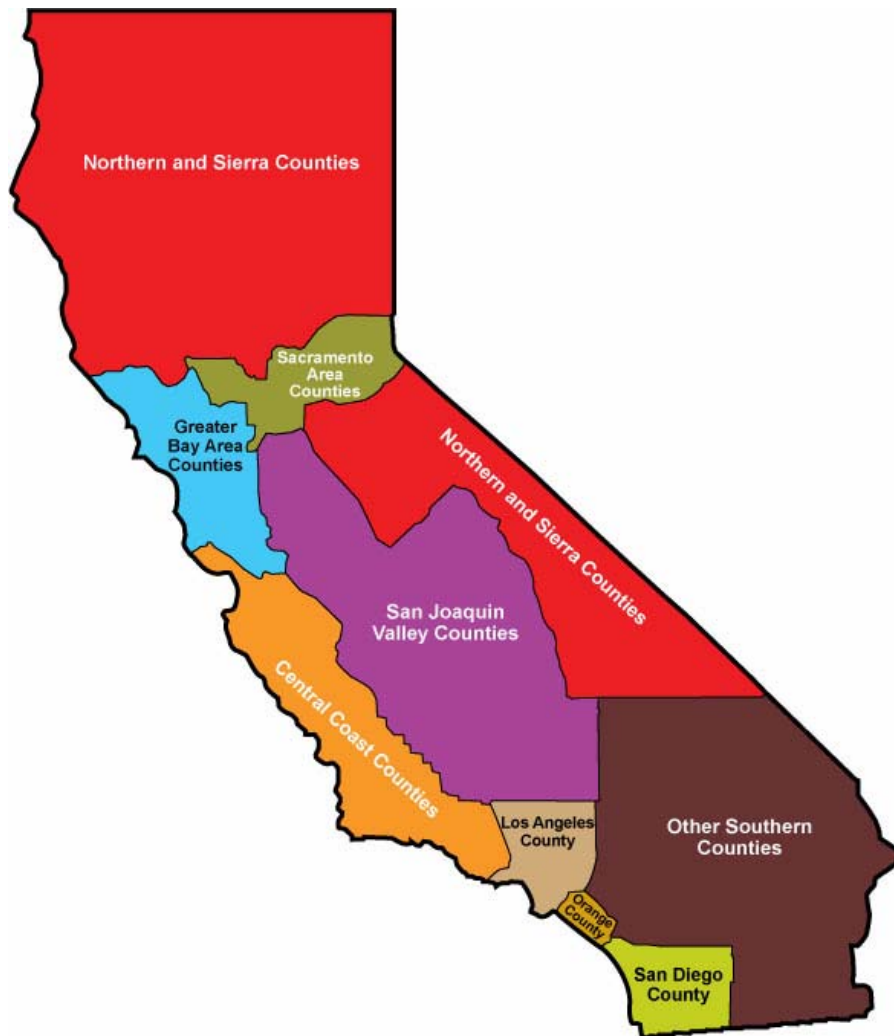 Northern and Sierra Counties
Sacramento
Area
Counties
Greater
Bay Area
Counties
Northern and Sierra Counties
San Joaquin
Valley Counties
Central Coast Counties
Los Angeles
County
Other Southern
Counties
Orange
County
San Diego
County